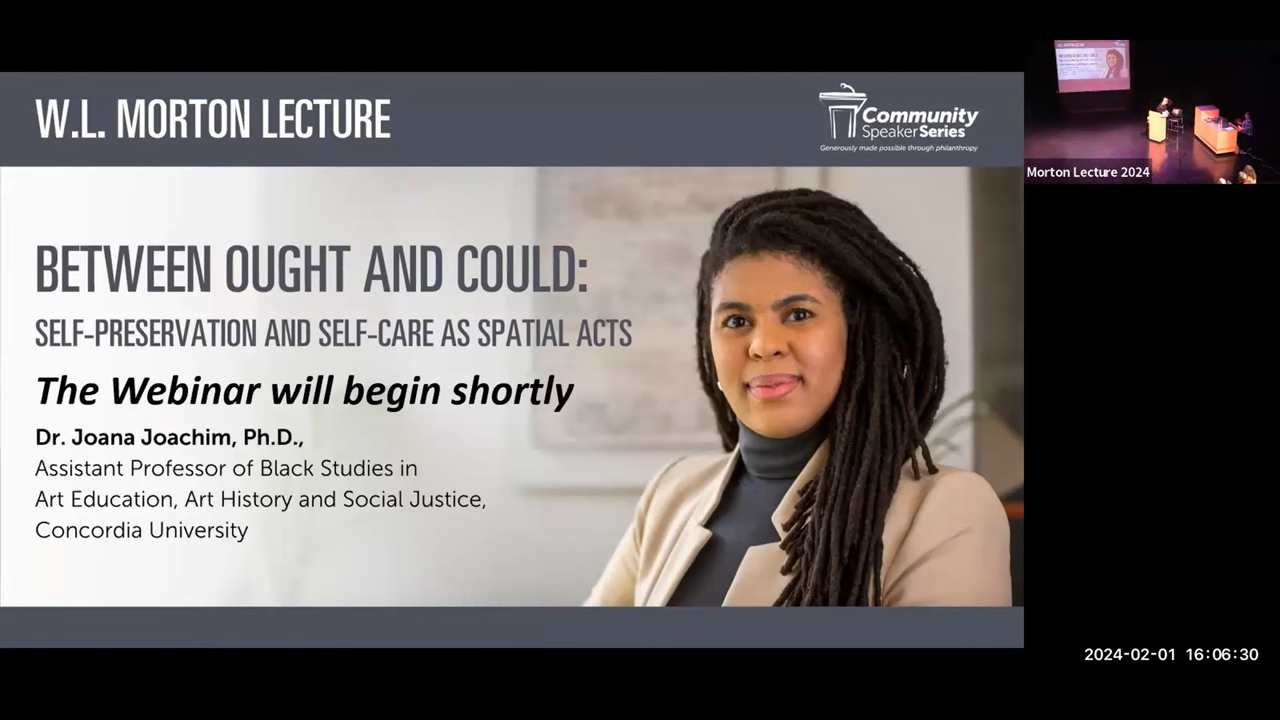 W.L. MORTON LECTURE
Community
SpeakerSeries
Generously made possible through philanthropy
BETWEEN OUGHT AND COULD:
SELF-PRESERVATION AND SELF-CARE AS SPATIAL ACTS
The Webinar will begin shortly
Dr. Joana Joachim, Ph.D.,
Assistant Professor of Black Studies in
Art Education, Art History and Social Justice,
Concordia University
Morton Lecture 2024
2024-02-01 16:06:30